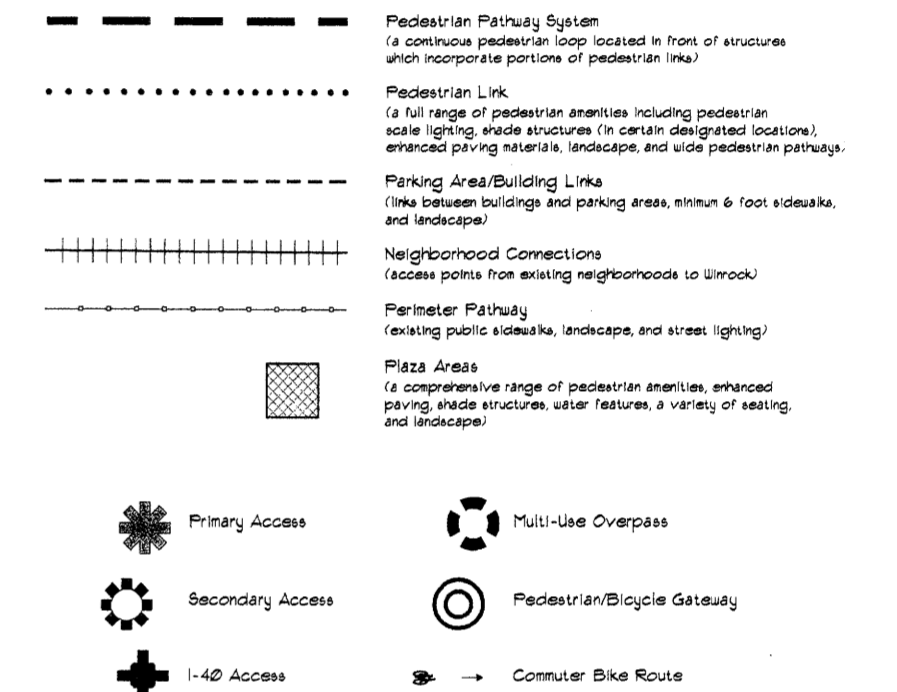 Pedestrian Pathway System
(a continuous pedestrian loop located in front of structures
which incorporate portions of pedestrian links)
Pedestrian Link
(a full range of pedestrian amenities including pedestrian
scale lighting, shade structures (in certain designated locations),
enhanced paving materials, landscape, and wide pedestrian pathways)
Parking Area/Building Links
(links between buildings and parking areas, minimum 6 foot sidewalks,
and landscape)
Neighborhood Connections
(access points from existing neighborhoods to Winrock)
Perimeter Pathway
(existing public sidewalks, landscape, and street lighting)
Plaza Areas
(a comprehensive range of pedestrian amenities, enhanced
paving, shade structures, water features, a variety of seating,
and landscape)
Primary Access
Multi-Use Overpass
Secondary Access
Pedestrian/Bicycle Gateway
I-40 Access
Commuter Bike Route